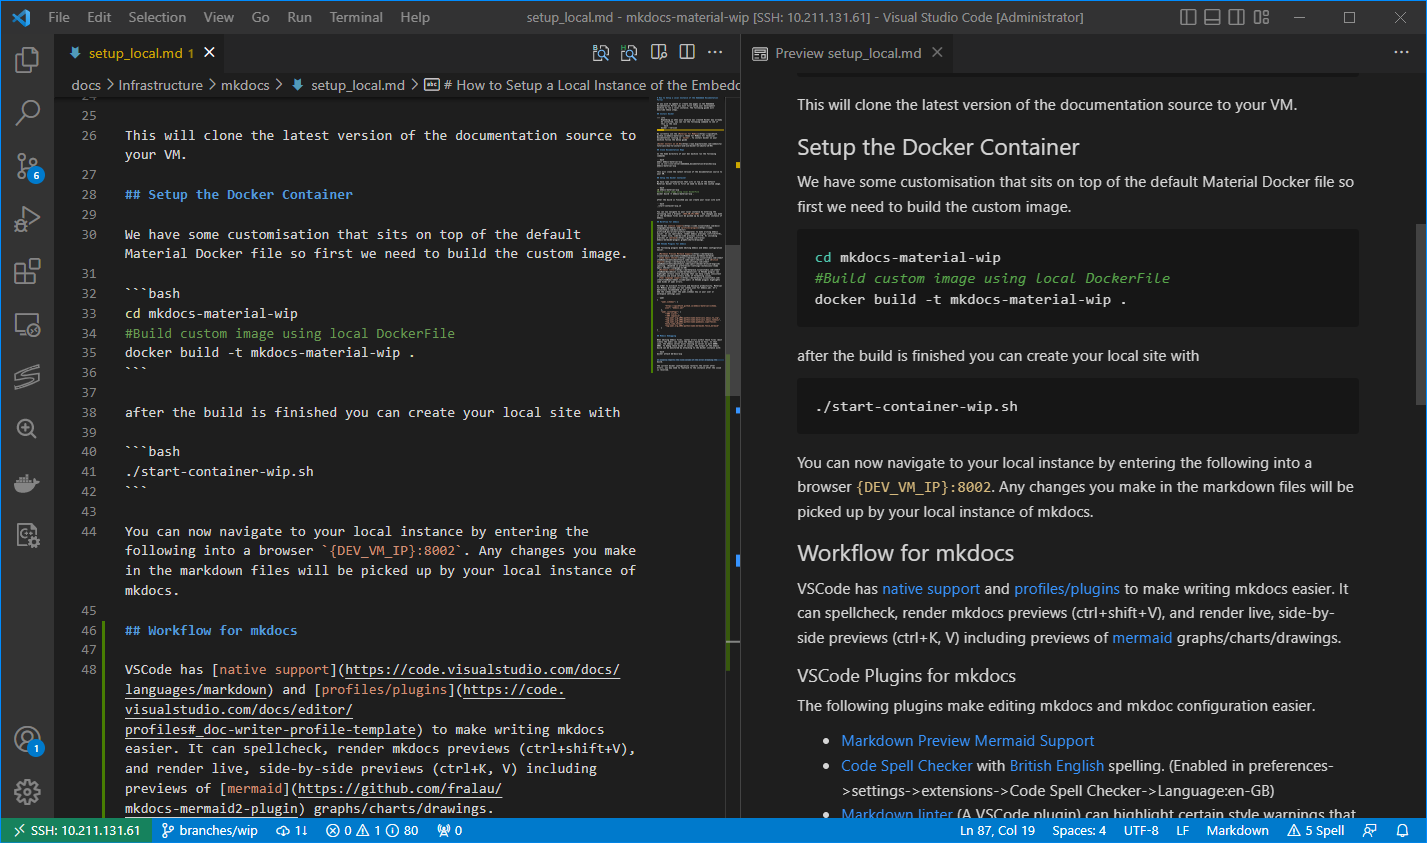 File Edit Selection View Go Run Terminal Help
setup_local.md - mkdocs-material-wip [SSH: 10.211.131.61] - Visual Studio Code [Administrator]
setup_local.md 1
docs > Infrastructure > mkdocs > setup_local.md > # How to Setup a Local Instance of the Embedd
24
25
26 This will clone the latest version of the documentation source to
your VM.
27
28 ## Setup the Docker Container
29
30 We have some customisation that sits on top of the default
Material Docker file so first we need to build the custom image.
31
32 ```bash
33 cd mkdocs-material-wip
34 #Build custom image using local DockerFile
35 docker build -t mkdocs-material-wip .
36 ```
37
38 after the build is finished you can create your local site with
39
40 ```bash
41 ./start-container-wip.sh
42 ```
43
44 You can now navigate to your local instance by entering the
following into a browser `{DEV_VM_IP}:8002`. Any changes you make
in the markdown files will be picked up by your local instance of
mkdocs.
45
46 ## Workflow for mkdocs
47
48 VSCode has [native support](https://code.visualstudio.com/docs/
languages/markdown) and [profiles/plugins](https://code.
visualstudio.com/docs/editor/
profiles#_doc-writer-profile-template) to make writing mkdocs
easier. It can spellcheck, render mkdocs previews (ctrl+shift+V),
and render live, side-by-side previews (ctrl+K, V) including
previews of [mermaid](https://github.com/fralau/
mkdocs-mermaid2-plugin) graphs/charts/drawings.
6
1
Preview setup_local.md
This will clone the latest version of the documentation source to your VM.
Setup the Docker Container
We have some customisation that sits on top of the default Material Docker file so
first we need to build the custom image.
cd mkdocs-material-wip
#Build custom image using local DockerFile
docker build -t mkdocs-material-wip .
after the build is finished you can create your local site with
./start-container-wip.sh
You can now navigate to your local instance by entering the following into a
browser {DEV_VM_IP}:8002. Any changes you make in the markdown files will be
picked up by your local instance of mkdocs.
Workflow for mkdocs
VSCode has native support and profiles/plugins to make writing mkdocs easier. It
can spellcheck, render mkdocs previews (ctrl+shift+V), and render live, side-by-
side previews (ctrl+K, V) including previews of mermaid graphs/charts/drawings.
VSCode Plugins for mkdocs
The following plugins make editing mkdocs and mkdoc configuration easier.
• Markdown Preview Mermaid Support
• Code Spell Checker with British English spelling. (Enabled in preferences-
>settings->extensions->Code Spell Checker->Language:en-GB)
• Markdown linter (A VSCode plugin) can highlight certain style warnings that
SSH: 10.211.131.61 branches/wip 1↓ 0 1 80 0 Ln 87, Col 19 Spaces: 4 UTF-8 LF Markdown 5 Spell